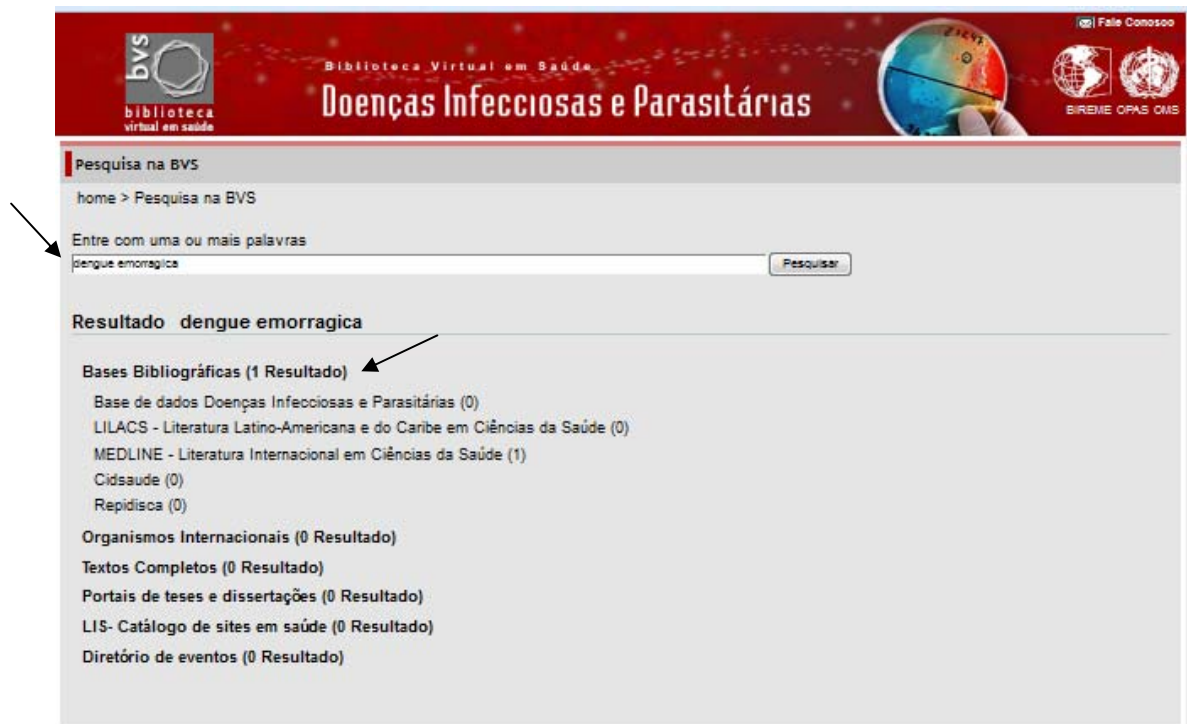 bvs
biblioteca
virtual em saúde
Biblioteca Virtual em Saúde
Doenças Infecciosas e Parasitárias
Fale Conosoo
BIREME OPAS OMS
Pesquisa na BVS
home > Pesquisa na BVS
Entre com uma ou mais palavras
dengue emorragica
Pesquisar
Resultado dengue emorragica
Bases Bibliográficas (1 Resultado)
Base de dados Doenças Infecciosas e Parasitárias (0)
LILACS - Literatura Latino-Americana e do Caribe em Ciências da Saúde (0)
MEDLINE - Literatura Internacional em Ciências da Saúde (1)
Cidsaude (0)
Repidisca (0)
Organismos Internacionais (0 Resultado)
Textos Completos (0 Resultado)
Portais de teses e dissertações (0 Resultado)
LIS- Catálogo de sites em saúde (0 Resultado)
Diretório de eventos (0 Resultado)